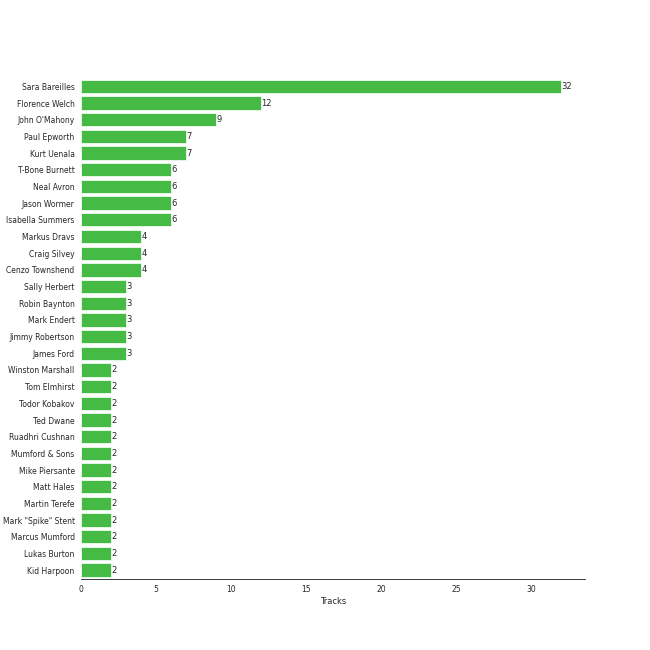 Sara Bareilles 32
Florence Welch 12
John O'Mahony 9
Paul Epworth 7
Kurt Uenala 7
T-Bone Burnett 6
Neal Avron 6
Jason Wormer 6
Isabella Summers 6
Markus Dravs 4
Craig Silvey 4
Cenzo Townshend 4
Sally Herbert 3
Robin Baynton 3
Mark Endert 3
Jimmy Robertson 3
James Ford 3
Winston Marshall 2
Tom Elmhirst 2
Todor Kobakov 2
Ted Dwane 2
Ruadhri Cushnan 2
Mumford & Sons 2
Mike Piersante 2
Matt Hales 2
Martin Terefe 2
Mark "Spike" Stent 2
Marcus Mumford 2
Lukas Burton 2
Kid Harpoon 2
0 5 10 15 20 25 30
Tracks